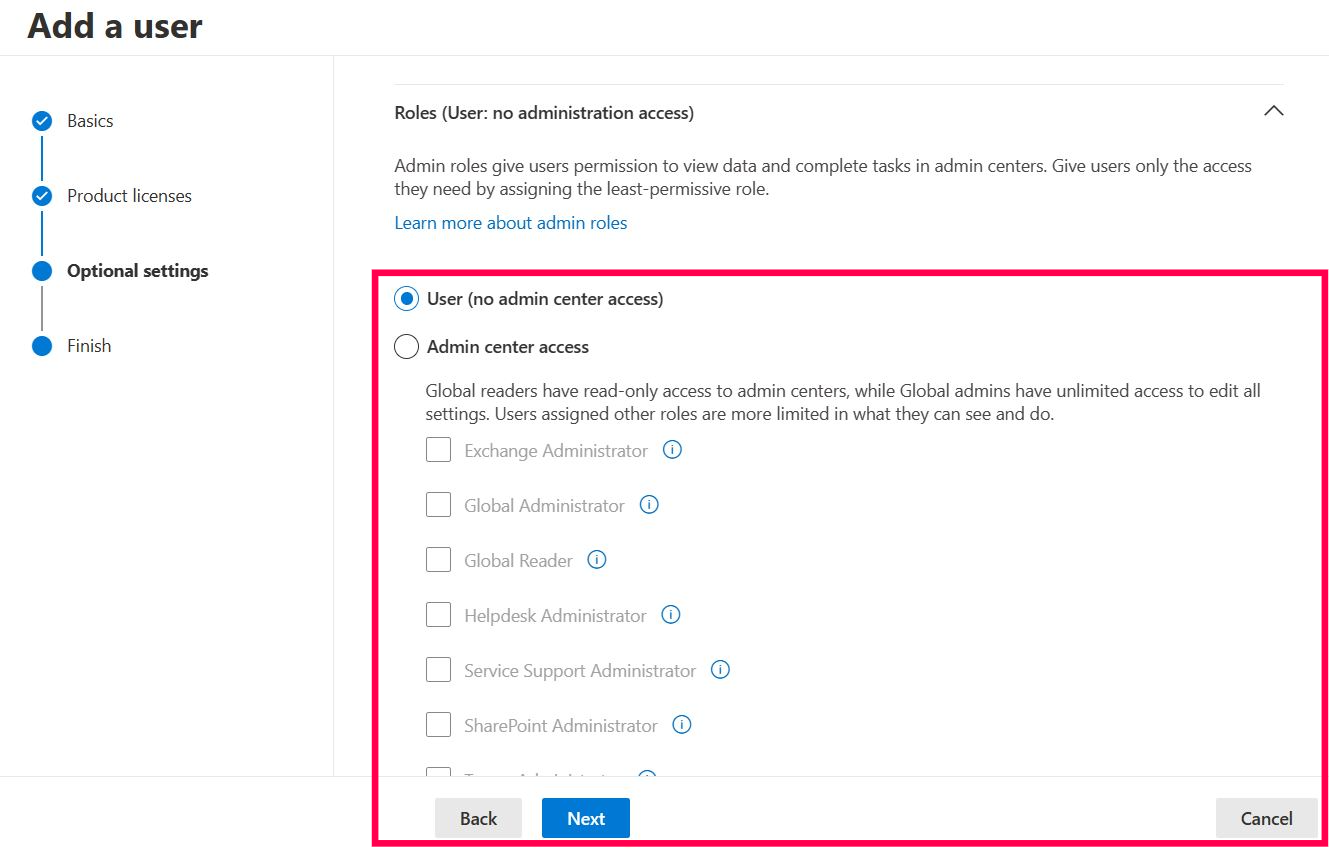 Add a user
Basics
Product licenses
Optional settings
Finish
Roles (User: no administration access)
Admin roles give users permission to view data and complete tasks in admin centers. Give users only the access
they need by assigning the least-permissive role.
Learn more about admin roles
User (no admin center access)
Admin center access
Global readers have read-only access to admin centers, while Global admins have unlimited access to edit all
settings. Users assigned other roles are more limited in what they can see and do.
Exchange Administrator
Global Administrator
Global Reader
Helpdesk Administrator
Service Support Administrator
SharePoint Administrator
Back
Next
Cancel